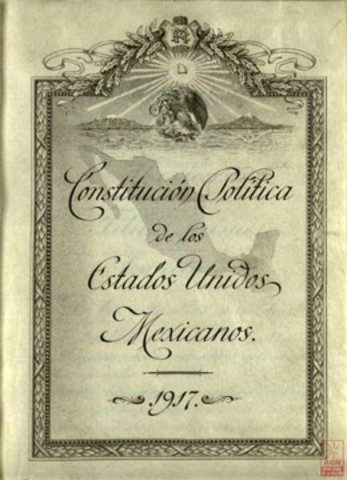 Constitución Política
de los
Estados Unidos
Mexicanos.
1917.